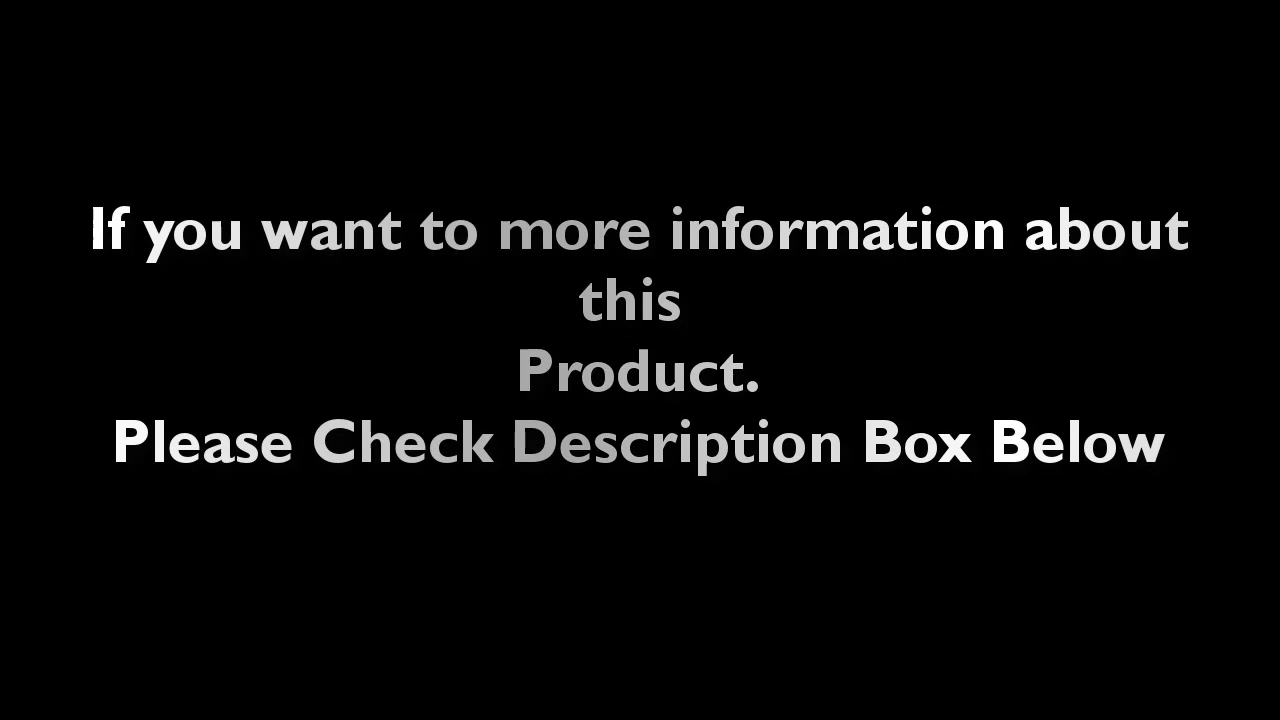 If you want to more information about
this
Product.
Please Check Description Box Below